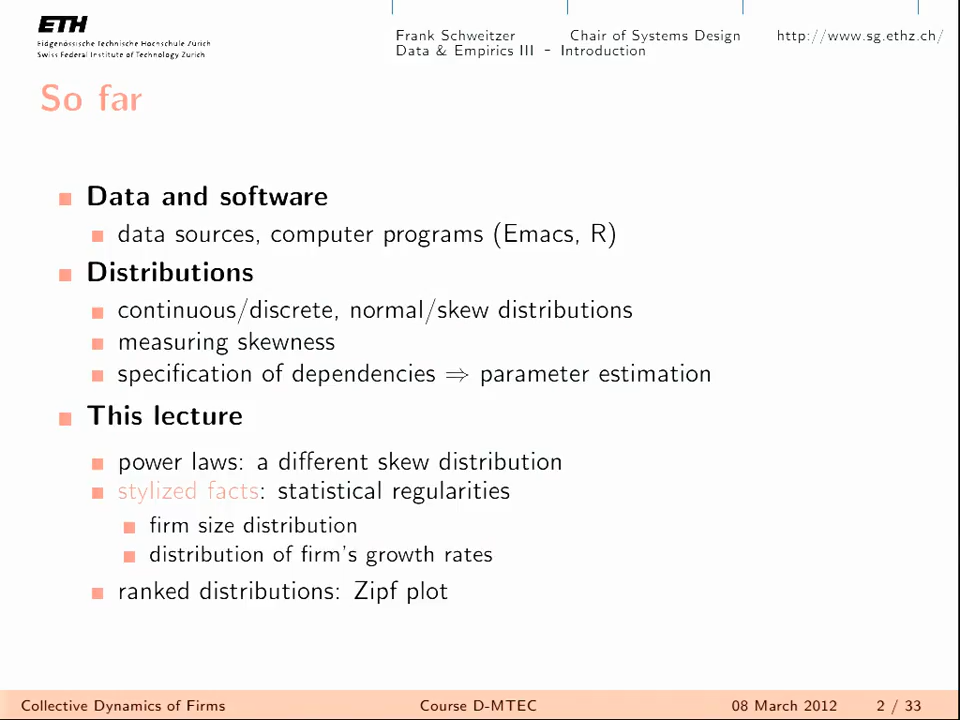 ETH
Eidgenössische Technische Hochschule Zürich
Swiss Federal Institute of Technology Zurich
Frank Schweitzer Chair of Systems Design http://www.sg.ethz.ch/
Data & Empirics III - Introduction
So far
Data and software
data sources, computer programs (Emacs, R)
Distributions
continuous/discrete, normal/skew distributions
measuring skewness
specification of dependencies ⇒ parameter estimation
This lecture
power laws: a different skew distribution
stylized facts: statistical regularities
firm size distribution
distribution of firm's growth rates
ranked distributions: Zipf plot
Collective Dynamics of Firms Course D-MTEC 08 March 2012 2 / 33